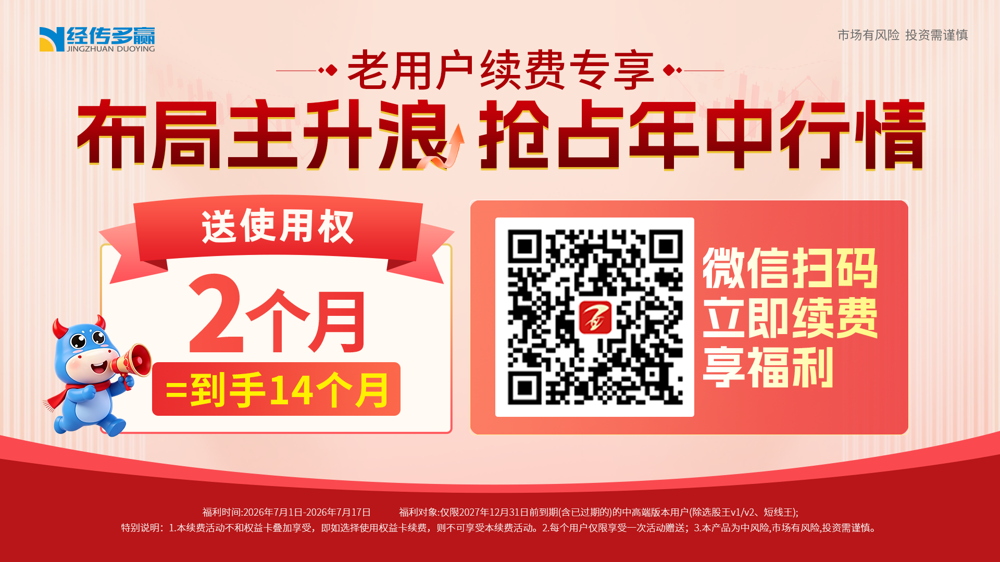 经传多赢
JINGZHUAN DUOYING
市场有风险 投资需谨慎
老用户续费专享
布局主升浪 抢占年中行情
送使用权
2个月
=到手14个月
微信扫码
立即续费
享福利
福利时间:2026年7月1日-2026年7月17日 福利对象:仅限2027年12月31日前到期(含已过期的)的中高端版本用户(除选股王v1/v2、短线王);
特别说明：1.本续费活动不和权益卡叠加享受，即如选择使用权益卡续费，则不可享受本续费活动。2.每个用户仅限享受一次活动赠送；3.本产品为中风险,市场有风险,投资需谨慎。